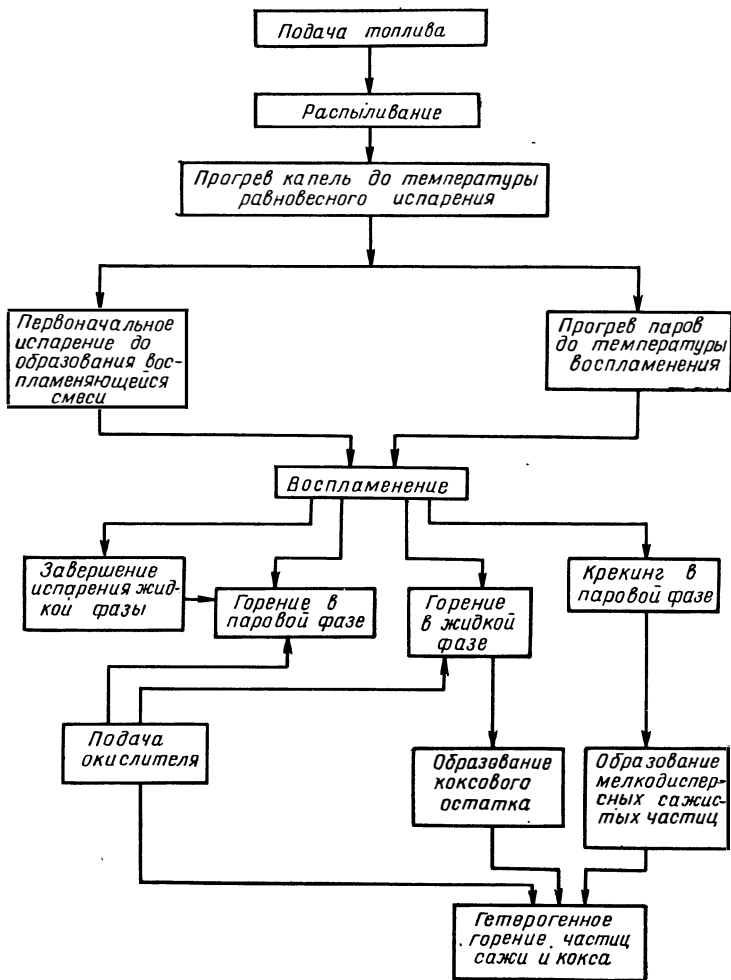 Подача топлива
Распыливание
Прогрев капель до температуры
равновесного испарения
Первоначальное
испарение до
образования вос-
пламеняющейся
смеси
Прогрев паров
до температуры
воспламенения
Воспламенение
Завершение
испарения жид-
кой фазы
Горение в
паровой фазе
Горение
в жидкой
фазе
Крекинг в
паровой фазе
Подача
окислителя
Образование
коксового
остатка
Образование
мелкодиспер-
сных сажис-
тых частиц
Гетерогенное
горение частиц
сажи и кокса